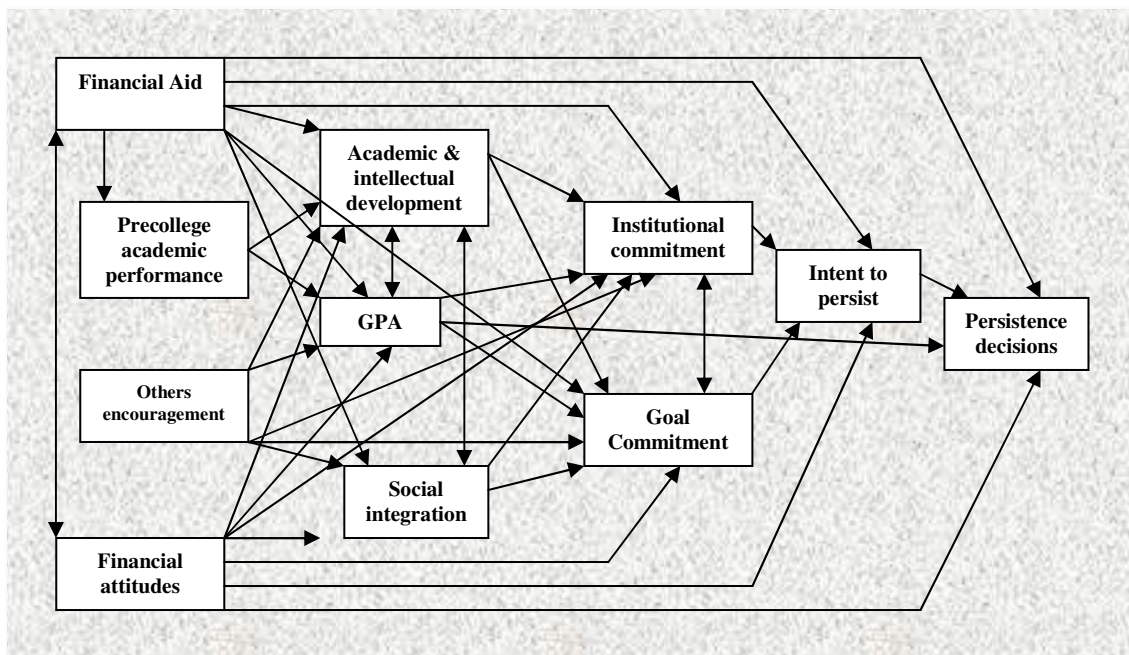 Financial Aid
Academic &
intellectual
development
Precollege
academic
performance
Institutional
commitment
Intent to
persist
GPA
Persistence
decisions
Others
encouragement
Goal
Commitment
Social
integration
Financial
attitudes